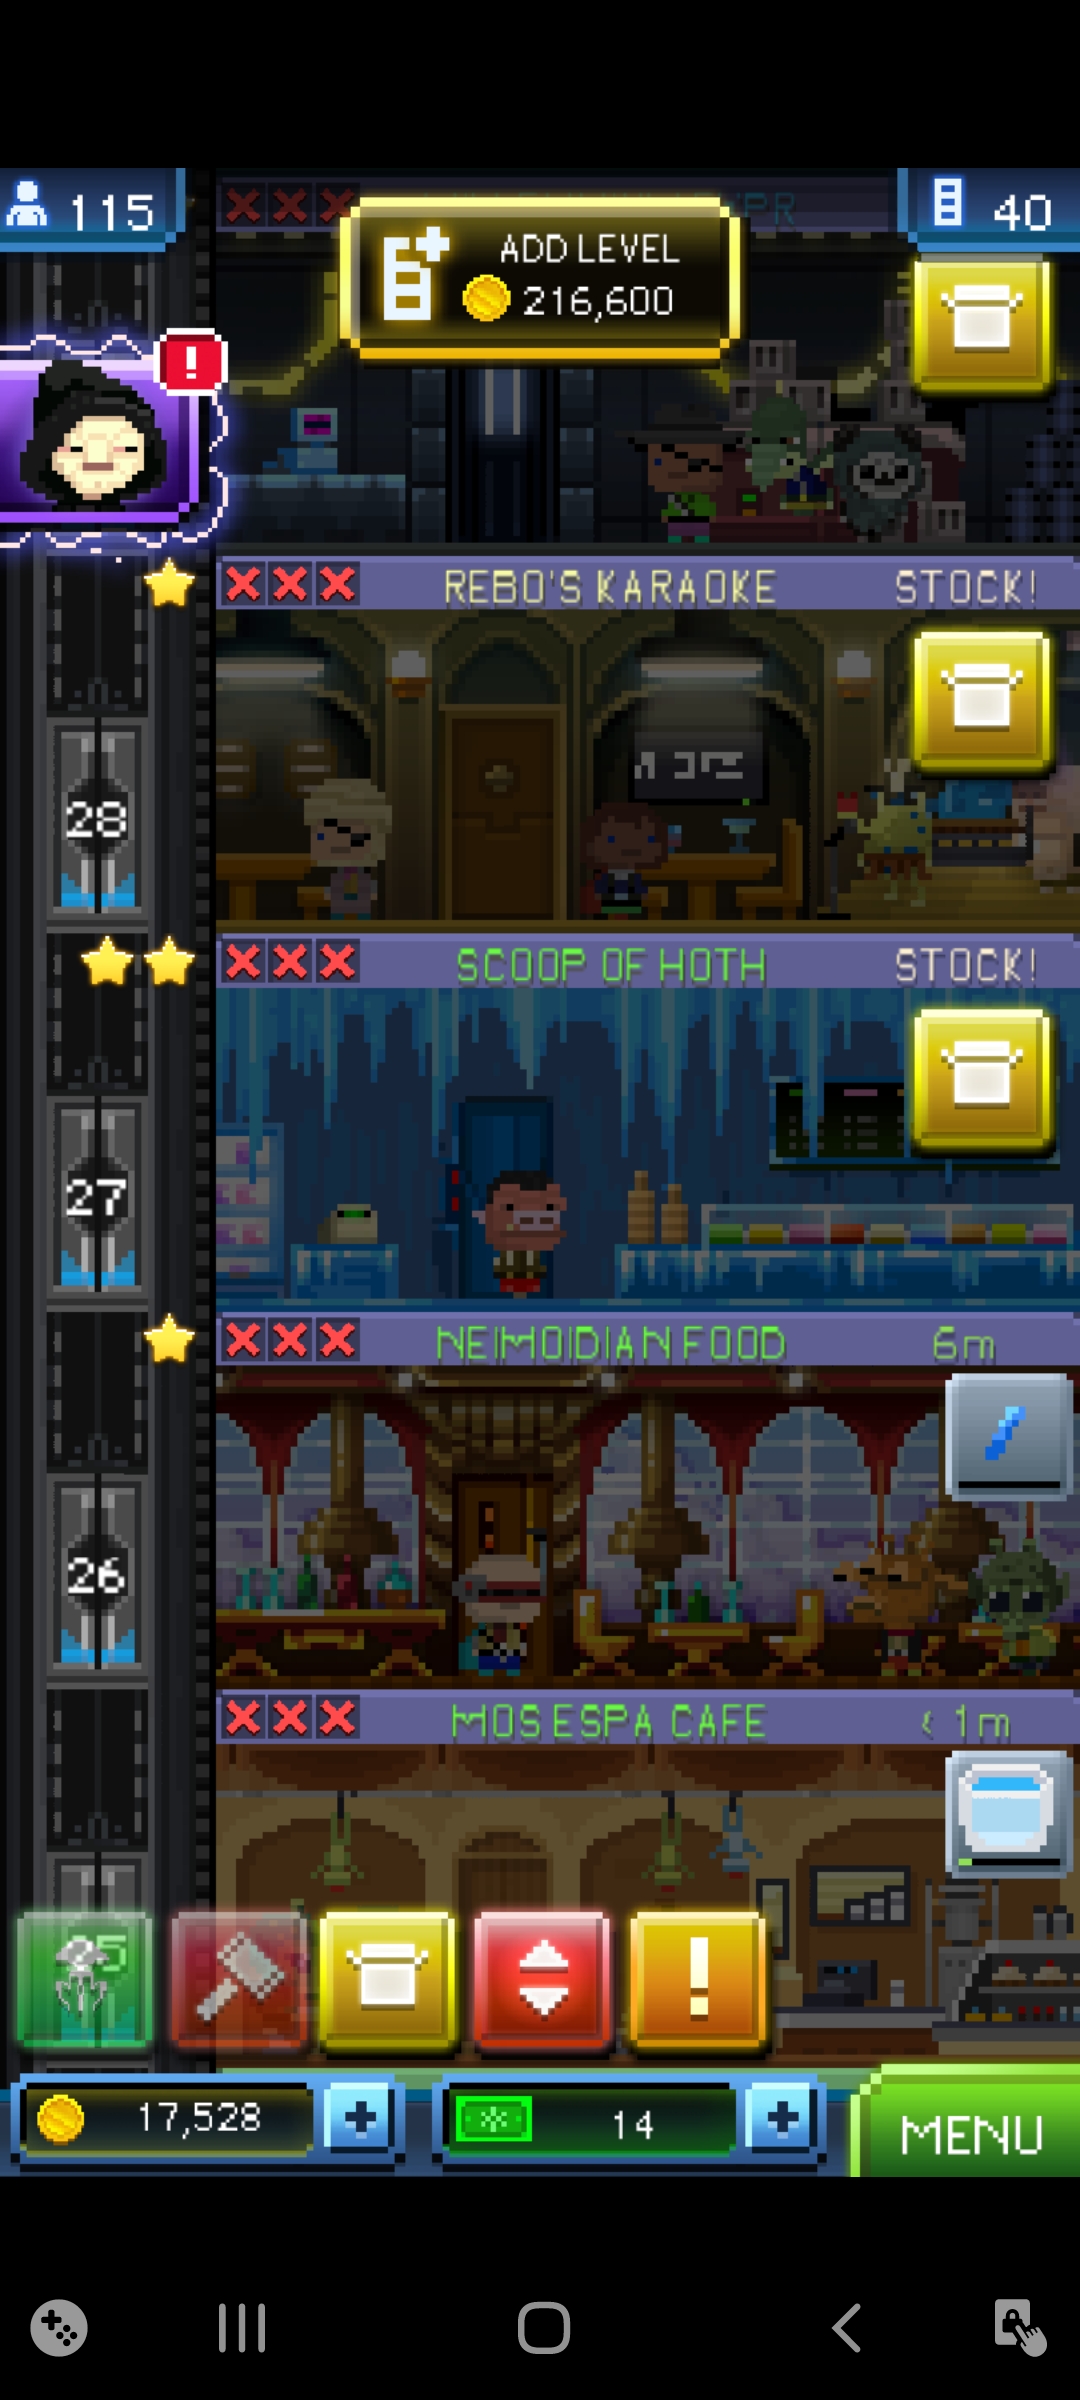 115
40
ADD LEVEL
216,600
!
REBO'S KARAOKE STOCK!
28
SCOOP OF HOTH STOCK!
27
NEIMOIDIAN FOOD 6m
26
MOS ESPA CAFE < 1m
25
!
17,528
14
MENU